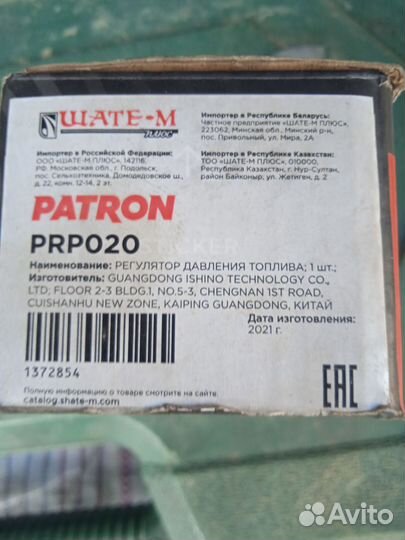 ШАТЕ-М
ПЛЮС
Импортер в Республику Беларусь:
Частное предприятие «ШАТЕ-М ПЛЮС»,
223062, Минская обл., Минский р-н,
пос. Привольный, ул. Мира, 2А
Импортер в Российской Федерации:
ООО «ШАТЕ-М ПЛЮС», 142116,
РФ, Московская обл., г. Подольск,
пос. Сельхозтехника, Домодедовское ш.,
д. 22, комн. 12-14, 2 эт.
Импортер в Республике Казахстан:
ТОО «ШАТЕ-М ПЛЮС», 010000,
Республика Казахстан, г. Нур-Султан,
район Байконыр, ул. Жетиген, д. 2
PATRON
PRP020
Наименование: РЕГУЛЯТОР ДАВЛЕНИЯ ТОПЛИВА; 1 шт.;
Изготовитель: GUANGDONG ISHINO TECHNOLOGY CO.,
LTD; FLOOR 2-3 BLDG.1, NO.5-3, CHENGNAN 1ST ROAD,
CUISHANHU NEW ZONE, KAIPING GUANGDONG, КИТАЙ
Дата изготовления:
2021 г.
1372854
EAC
Полную информацию о товаре смотрите на сайте.
catalog.shate-m.com
Avito